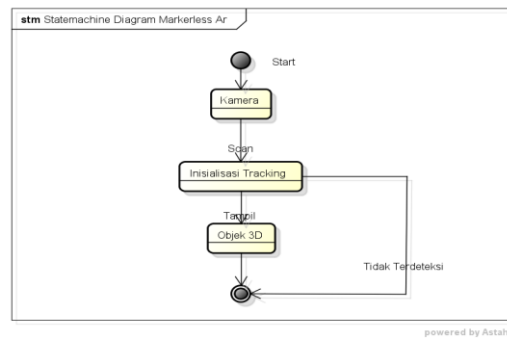 stm Statemachine Diagram Markerless Ar
Start
Kamera
Scan
Inisialisasi Tracking
Tampil
Objek 3D
Tidak Terdeteksi
powered by Astah